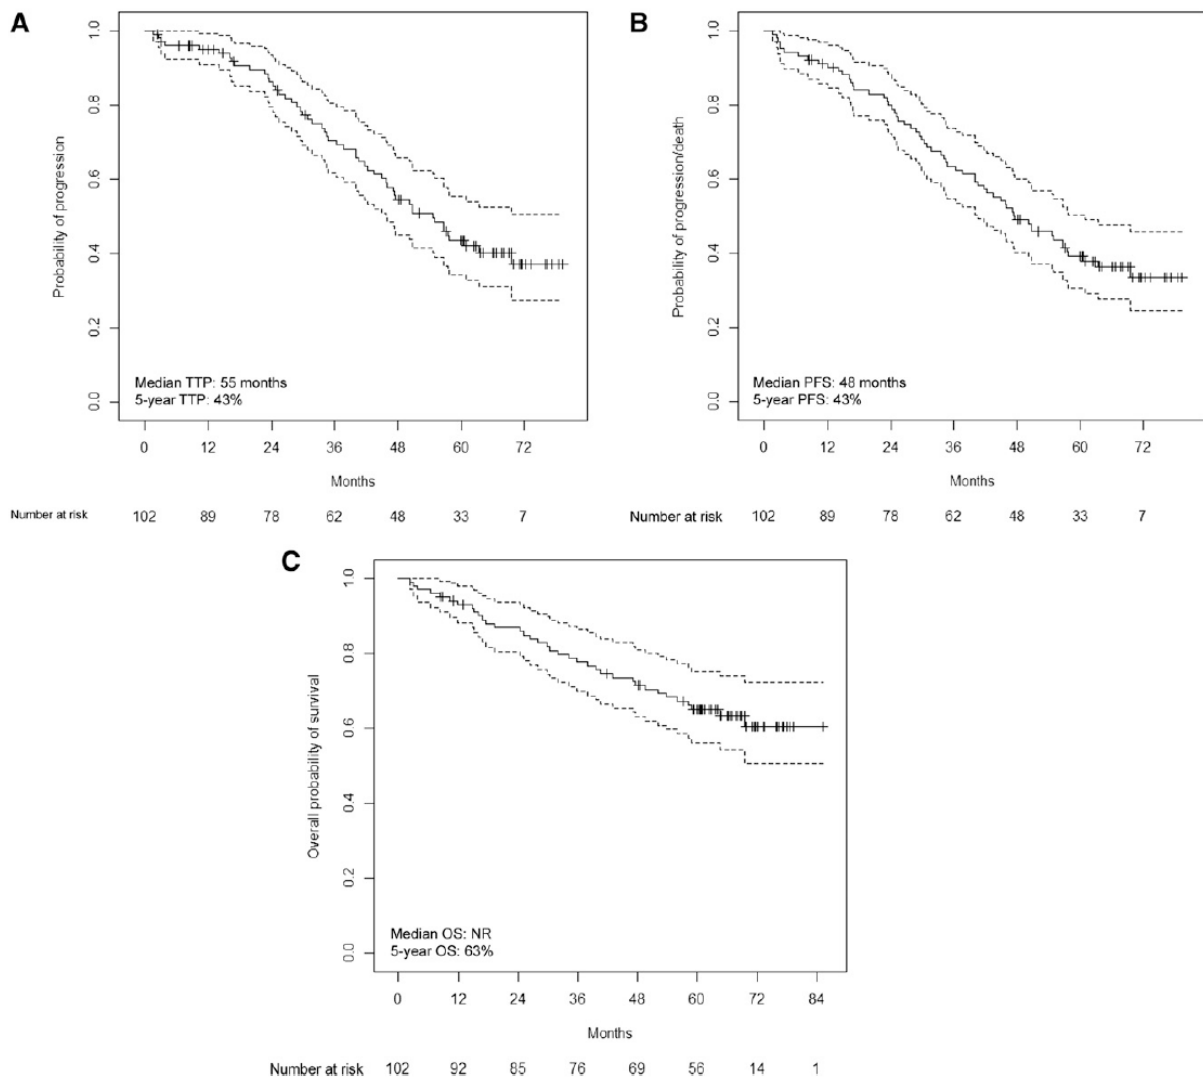 A
Probability of progression
1.0
0.8
0.6
0.4
0.2
0.0
Median TTP: 55 months
5-year TTP: 43%
0 12 24 36 48 60 72
Months
Number at risk 102 89 78 62 48 33 7
B
Probability of progression/death
1.0
0.8
0.6
0.4
0.2
0.0
Median PFS: 48 months
5-year PFS: 43%
0 12 24 36 48 60 72
Months
Number at risk 102 89 78 62 48 33 7
C
Overall probability of survival
1.0
0.8
0.6
0.4
0.2
0.0
Median OS: NR
5-year OS: 63%
0 12 24 36 48 60 72 84
Months
Number at risk 102 92 85 76 69 56 14 1